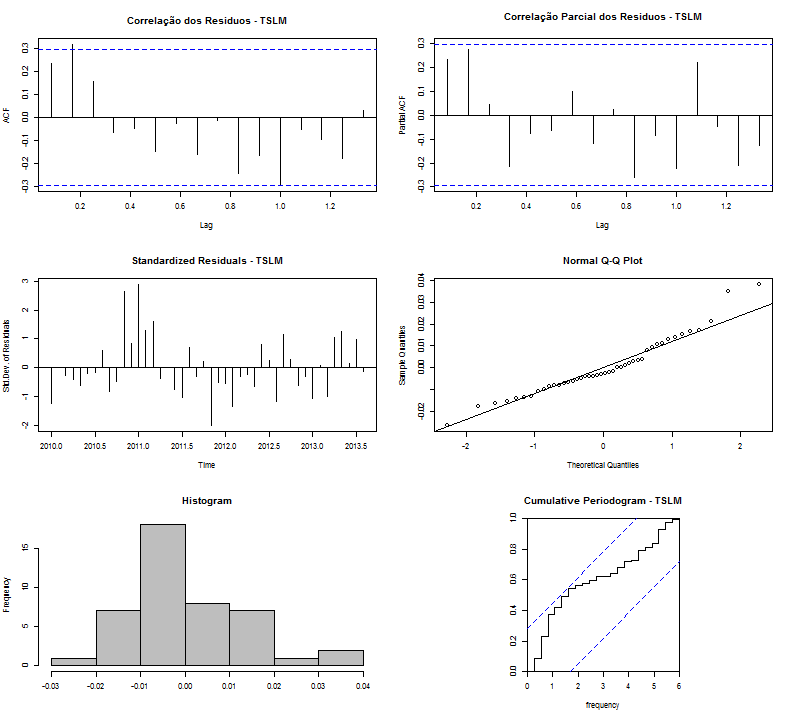 Correlação dos Residuos - TSLM
ACF
0.3
0.2
0.1
0.0
-0.1
-0.2
-0.3
0.2 0.4 0.6 0.8 1.0 1.2
Lag
Correlação Parcial dos Residuos - TSLM
Partial ACF
0.3
0.2
0.1
0.0
-0.1
-0.2
-0.3
0.2 0.4 0.6 0.8 1.0 1.2
Lag
Standardized Residuals - TSLM
Std.Dev. of Residuals
3
2
1
0
-1
-2
2010.0 2010.5 2011.0 2011.5 2012.0 2012.5 2013.0 2013.5
Time
Normal Q-Q Plot
Sample Quantiles
0.04
0.03
0.01
0.00
-0.02
-2 -1 0 1 2
Theoretical Quantiles
Histogram
Frequency
15
10
5
0
-0.03 -0.02 -0.01 0.00 0.01 0.02 0.03 0.04
Cumulative Periodogram - TSLM
1.0
0.8
0.6
0.4
0.2
0.0
0 1 2 3 4 5 6
frequency